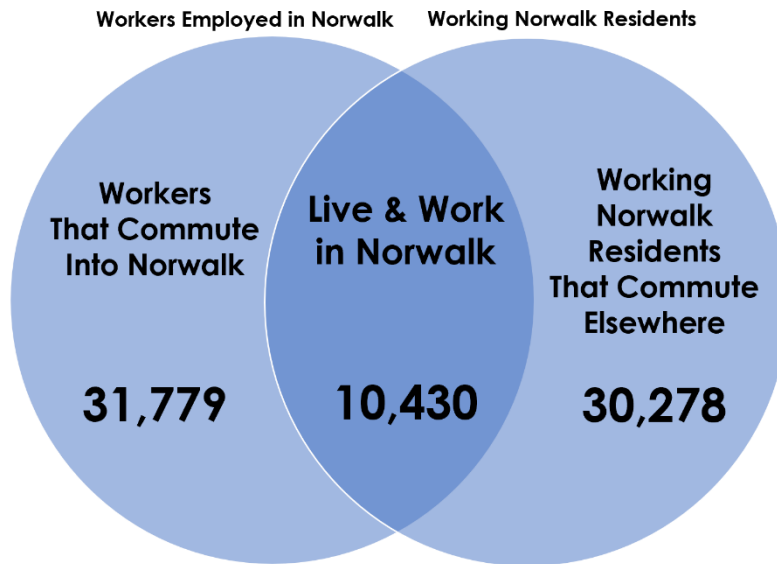 Workers Employed in Norwalk
Working Norwalk Residents
Workers
That Commute
Into Norwalk
31,779
Live & Work
in Norwalk
10,430
Working
Norwalk
Residents
That Commute
Elsewhere
30,278